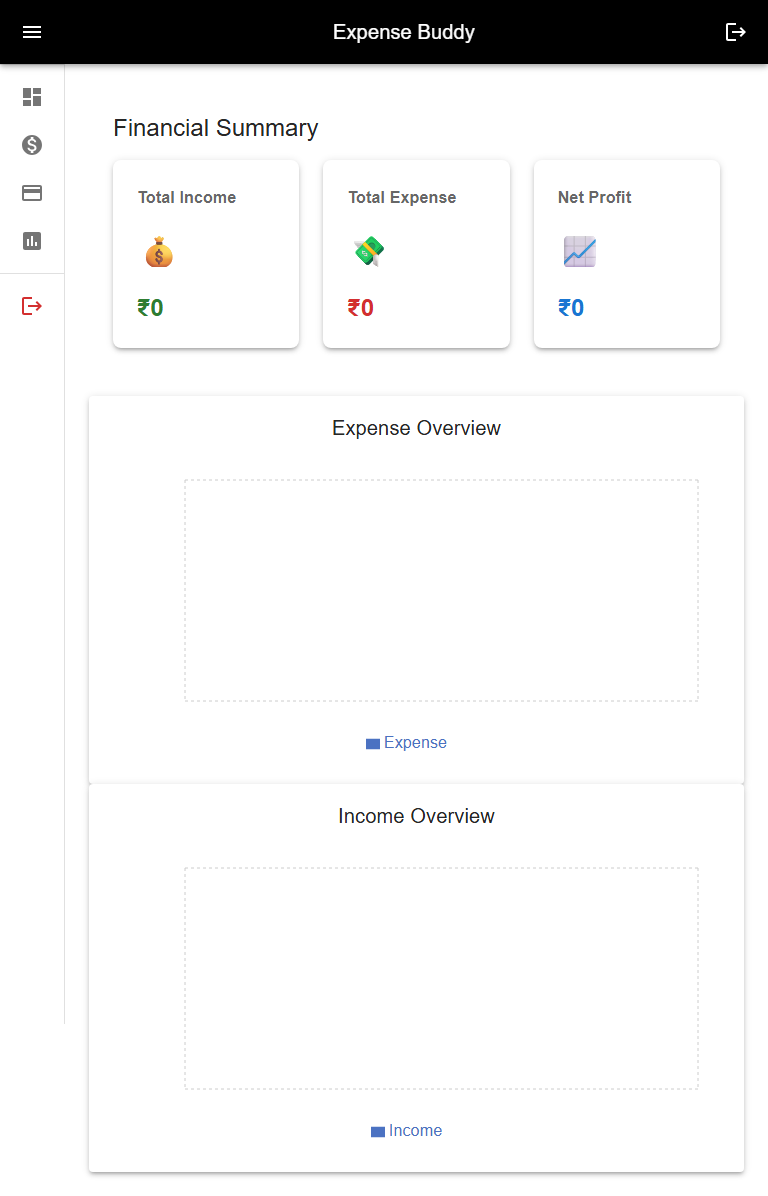 Expense Buddy
Financial Summary
Total Income
Total Expense
Net Profit
₹0
₹0
₹0
Expense Overview
Expense
Income Overview
Income